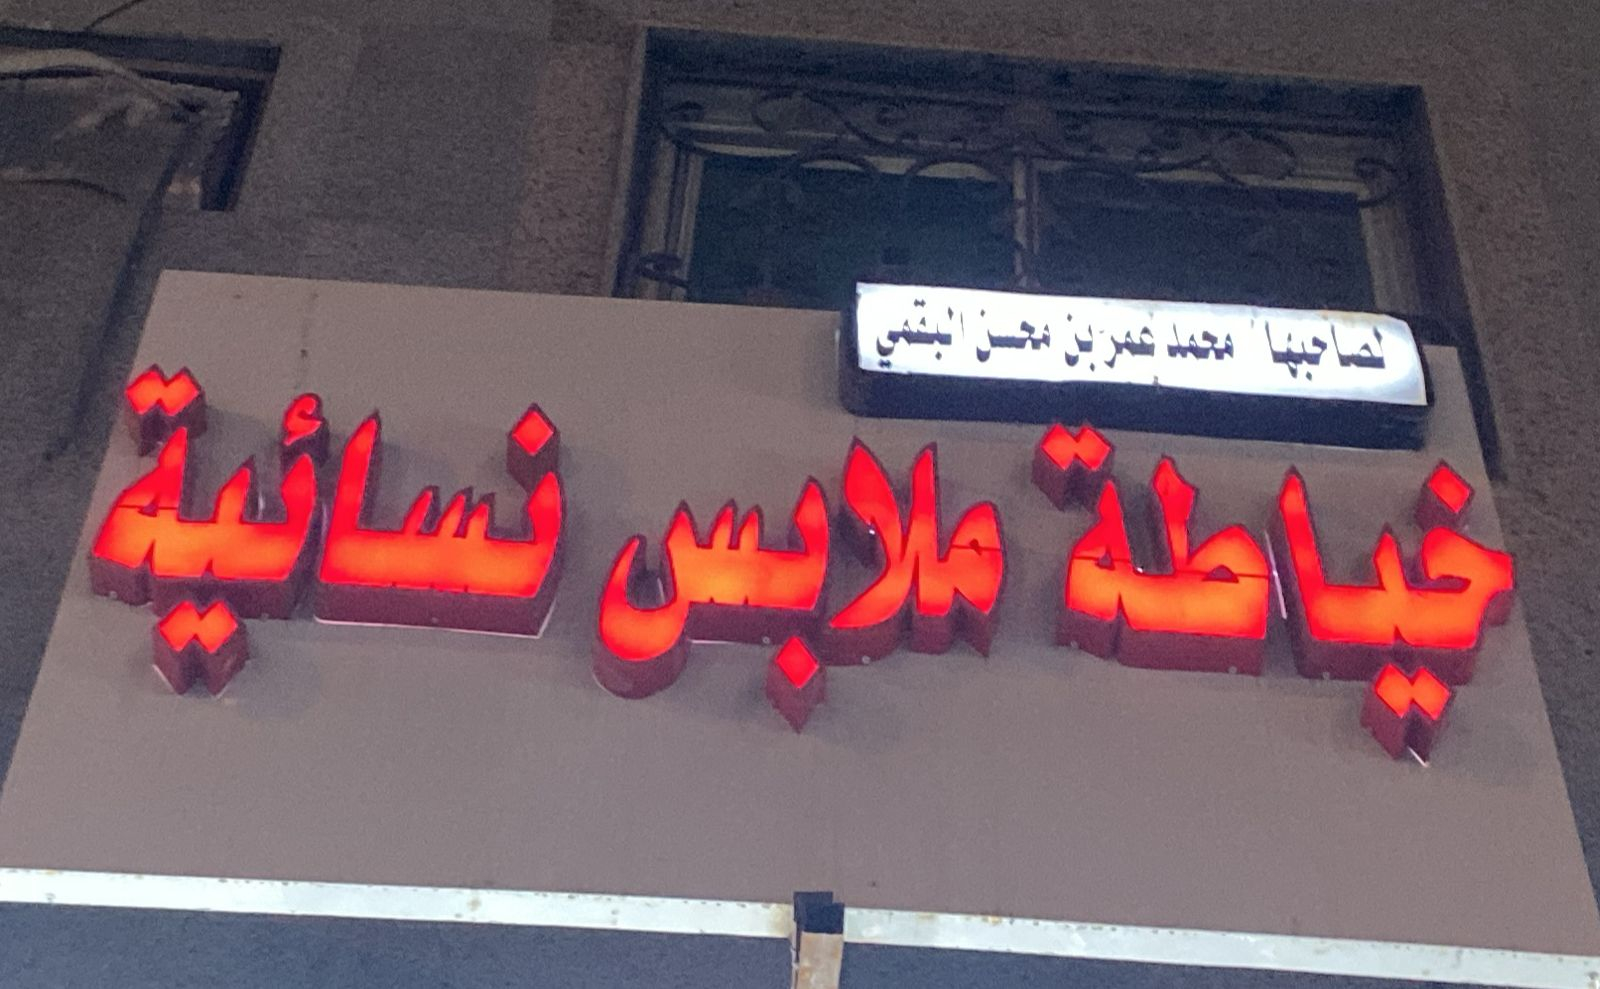 لصاحبها / محمد عمر بن محسن البقمي
خياطة ملابس نسائية